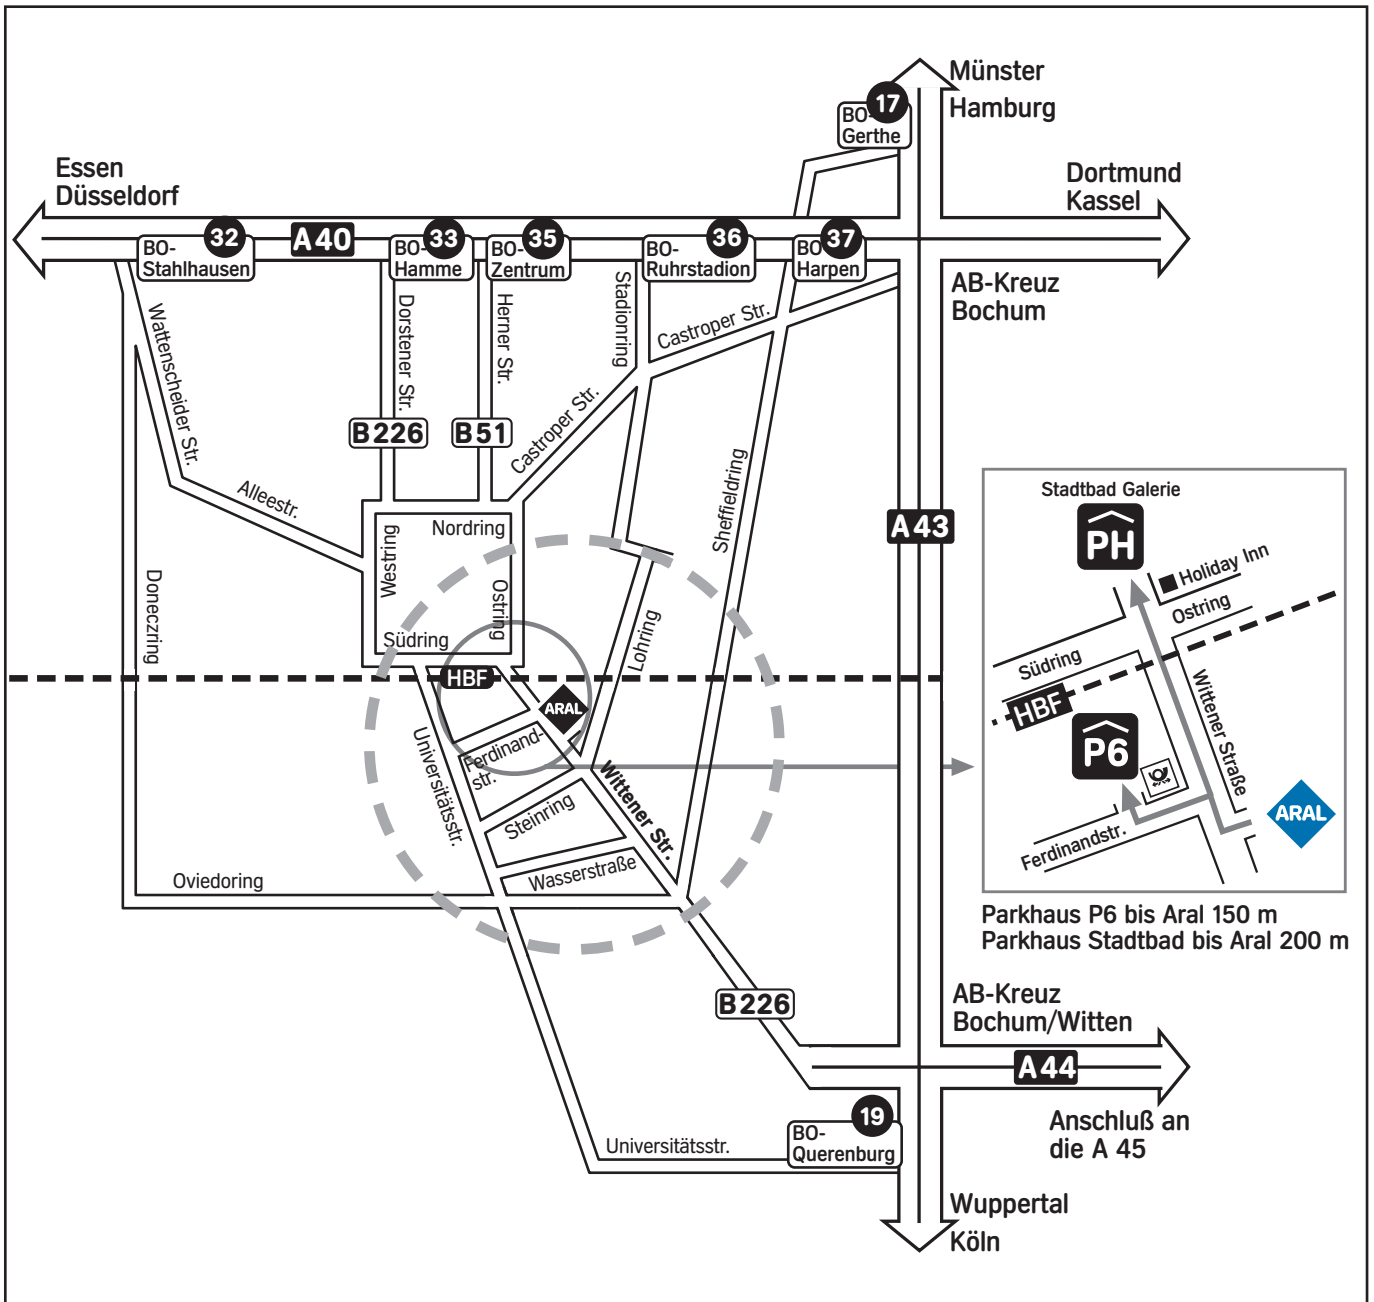 Münster
Hamburg
17
BO-
Gerthe
Essen
Düsseldorf
Dortmund
Kassel
32
BO-
Stahlhausen
A40
33
BO-
Hamme
35
BO-
Zentrum
36
BO-
Ruhrstadion
37
BO-
Harpen
AB-Kreuz
Bochum
Wattenscheider Str.
Dorstener Str.
Herner Str.
Stadionring
Castroper Str.
Castroper Str.
B226
B51
Alleestr.
Nordring
Westring
Ostring
Südring
Sheffieldring
A43
Doneczring
Lohring
HBF
ARAL
Ferdinand-
str.
Universitätsstr.
Steinring
Wittener Str.
Wasserstraße
Oviedoring
Stadtbad Galerie
PH
Holiday Inn
Ostring
Südring
HBF
P6
Wittener Straße
ARAL
Ferdinandstr.
Parkhaus P6 bis Aral 150 m
Parkhaus Stadtbad bis Aral 200 m
B226
AB-Kreuz
Bochum/Witten
A44
Anschluß an
die A 45
19
BO-
Querenburg
Universitätsstr.
Wuppertal
Köln